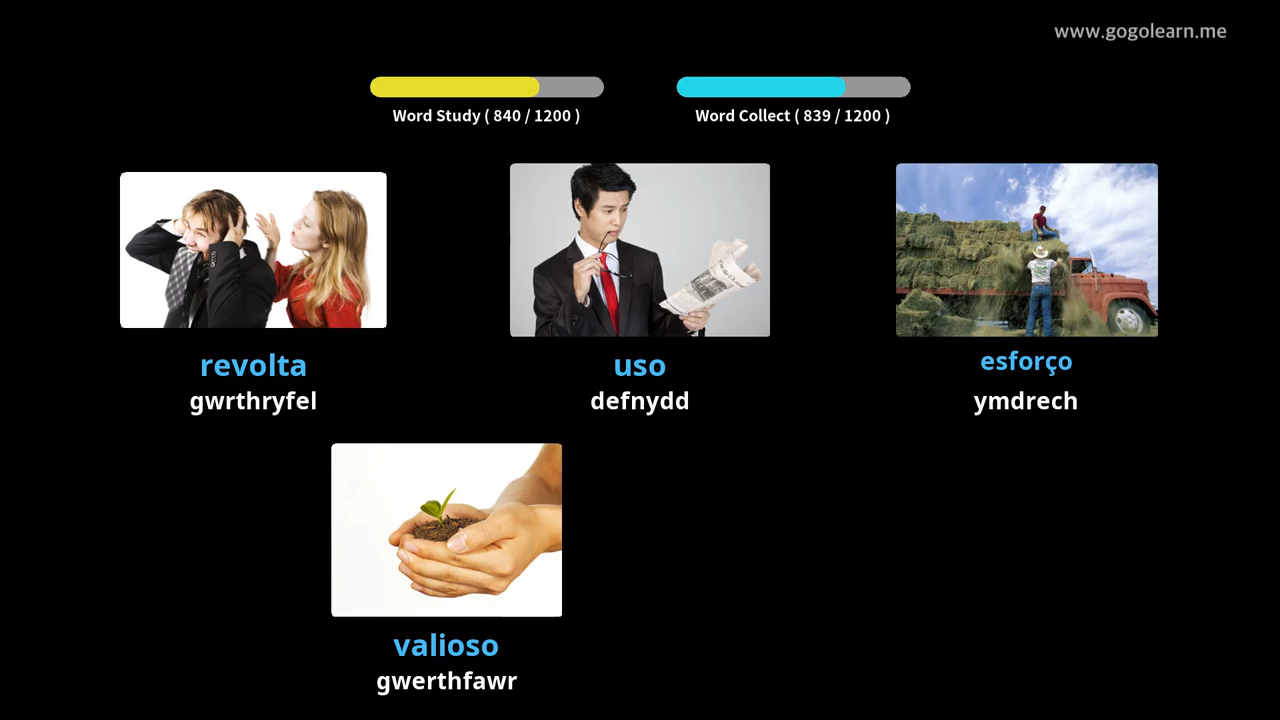 www.gogolearn.me
Word Study ( 840 / 1200 )
Word Collect ( 839 / 1200 )
revolta
gwrthryfel
uso
defnydd
esforço
ymdrech
valioso
gwerthfawr